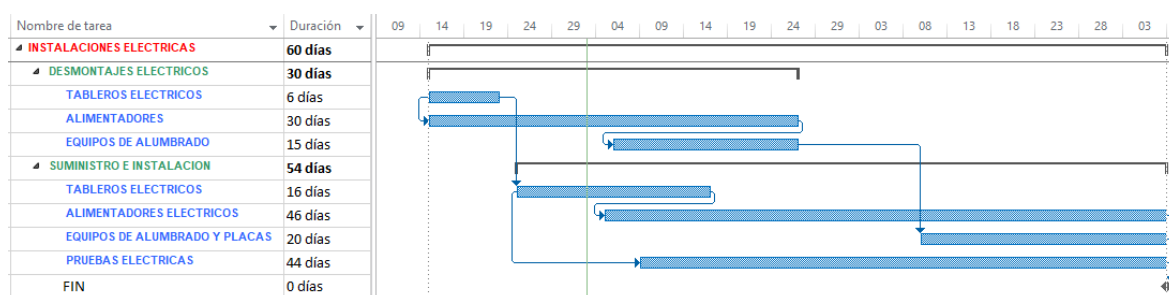 Nombre de tarea Duración 09 14 19 24 29 04 09 14 19 24 29 03 08 13 18 23 28 03
INSTALACIONES ELECTRICAS 60 días
DESMONTAJES ELECTRICOS 30 días
TABLEROS ELECTRICOS 6 días
ALIMENTADORES 30 días
EQUIPOS DE ALUMBRADO 15 días
SUMINISTRO E INSTALACION 54 días
TABLEROS ELECTRICOS 16 días
ALIMENTADORES ELECTRICOS 46 días
EQUIPOS DE ALUMBRADO Y PLACAS 20 días
PRUEBAS ELECTRICAS 44 días
FIN 0 días